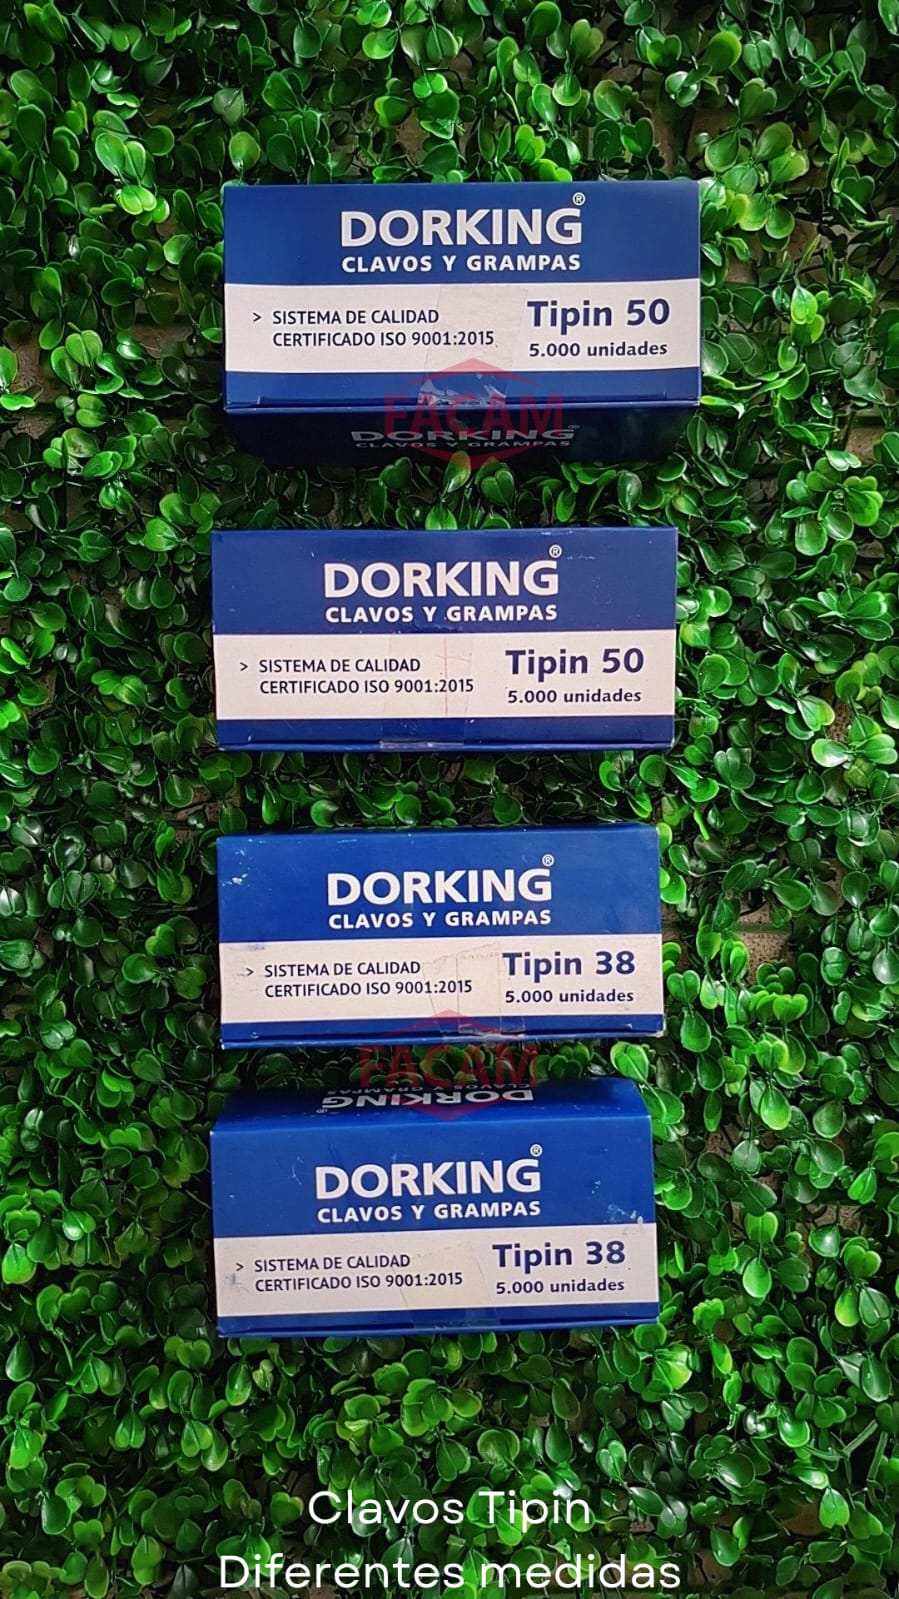 DORKING®
CLAVOS Y GRAMPAS
> SISTEMA DE CALIDAD
CERTIFICADO ISO 9001:2015
Tipin 50
5.000 unidades
FACAM
DORKING®
CLAVOS Y GRAMPAS
DORKING®
CLAVOS Y GRAMPAS
> SISTEMA DE CALIDAD
CERTIFICADO ISO 9001:2015
Tipin 50
5.000 unidades
DORKING®
CLAVOS Y GRAMPAS
> SISTEMA DE CALIDAD
CERTIFICADO ISO 9001:2015
Tipin 38
5.000 unidades
FACAM
CLAVOS Y GRAMPAS
DORKING®
DORKING®
CLAVOS Y GRAMPAS
> SISTEMA DE CALIDAD
CERTIFICADO ISO 9001:2015
Tipin 38
5.000 unidades
Clavos Tipin
Diferentes medidas